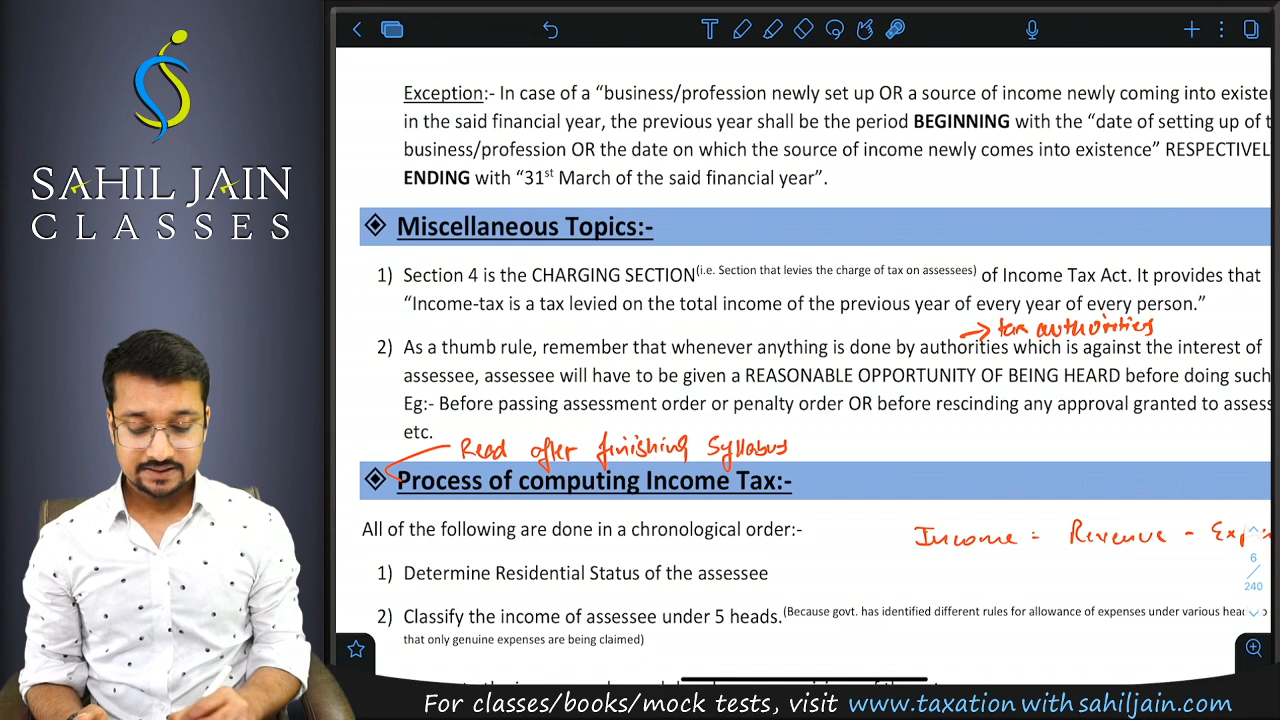 SAHIL JAIN
CLASSES
Exception:- In case of a “business/profession newly set up OR a source of income newly coming into existen
in the said financial year, the previous year shall be the period BEGINNING with the “date of setting up of t
business/profession OR the date on which the source of income newly comes into existence” RESPECTIVEL
ENDING with “31st March of the said financial year”.
Miscellaneous Topics:-
1) Section 4 is the CHARGING SECTION(i.e. Section that levies the charge of tax on assessees) of Income Tax Act. It provides that
“Income-tax is a tax levied on the total income of the previous year of every year of every person.”
→ tax authorities
2) As a thumb rule, remember that whenever anything is done by authorities which is against the interest of
assessee, assessee will have to be given a REASONABLE OPPORTUNITY OF BEING HEARD before doing such
Eg:- Before passing assessment order or penalty order OR before rescinding any approval granted to assess
etc.
Read after finishing Syllabus
Process of computing Income Tax:-
All of the following are done in a chronological order:-
Income = Revenue -
1) Determine Residential Status of the assessee
2) Classify the income of assessee under 5 heads.(Because govt. has identified different rules for allowance of expenses under various head
that only genuine expenses are being claimed)
6
240
For classes/books/mock tests, visit www.taxationwithsahiljain.com